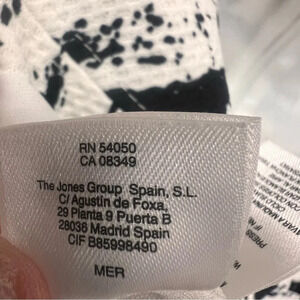 RN 54050
CA 08349
The Jones Group Spain, S.L.
C/ Agustin de Foxa,
29 Planta 9 Puerta B
28036 Madrid Spain
CIF B85998490
MER